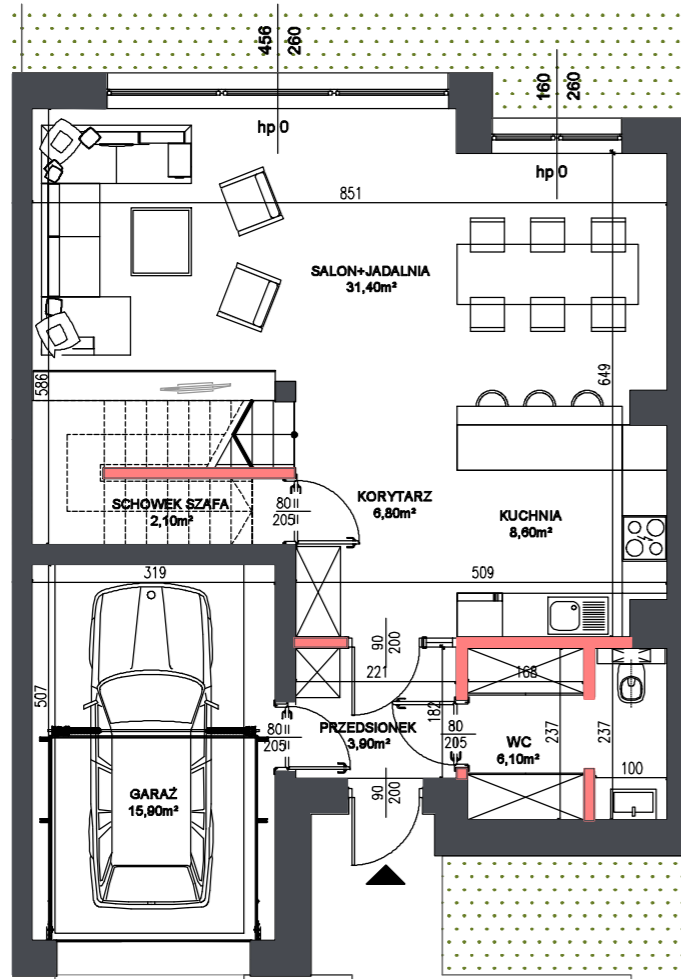 456
260
160
260
hp 0
hp 0
851
SALON+JADALNIA
31,40m²
586
649
SCHOWEK SZAFA
2,10m²
80
205
KORYTARZ
6,80m²
KUCHNIA
8,60m²
319
509
507
90
200
221
168
182
80
205
PRZEDSIONEK
3,90m²
80
205
WC
6,10m²
237
237
100
GARAŻ
15,90m²
90
200